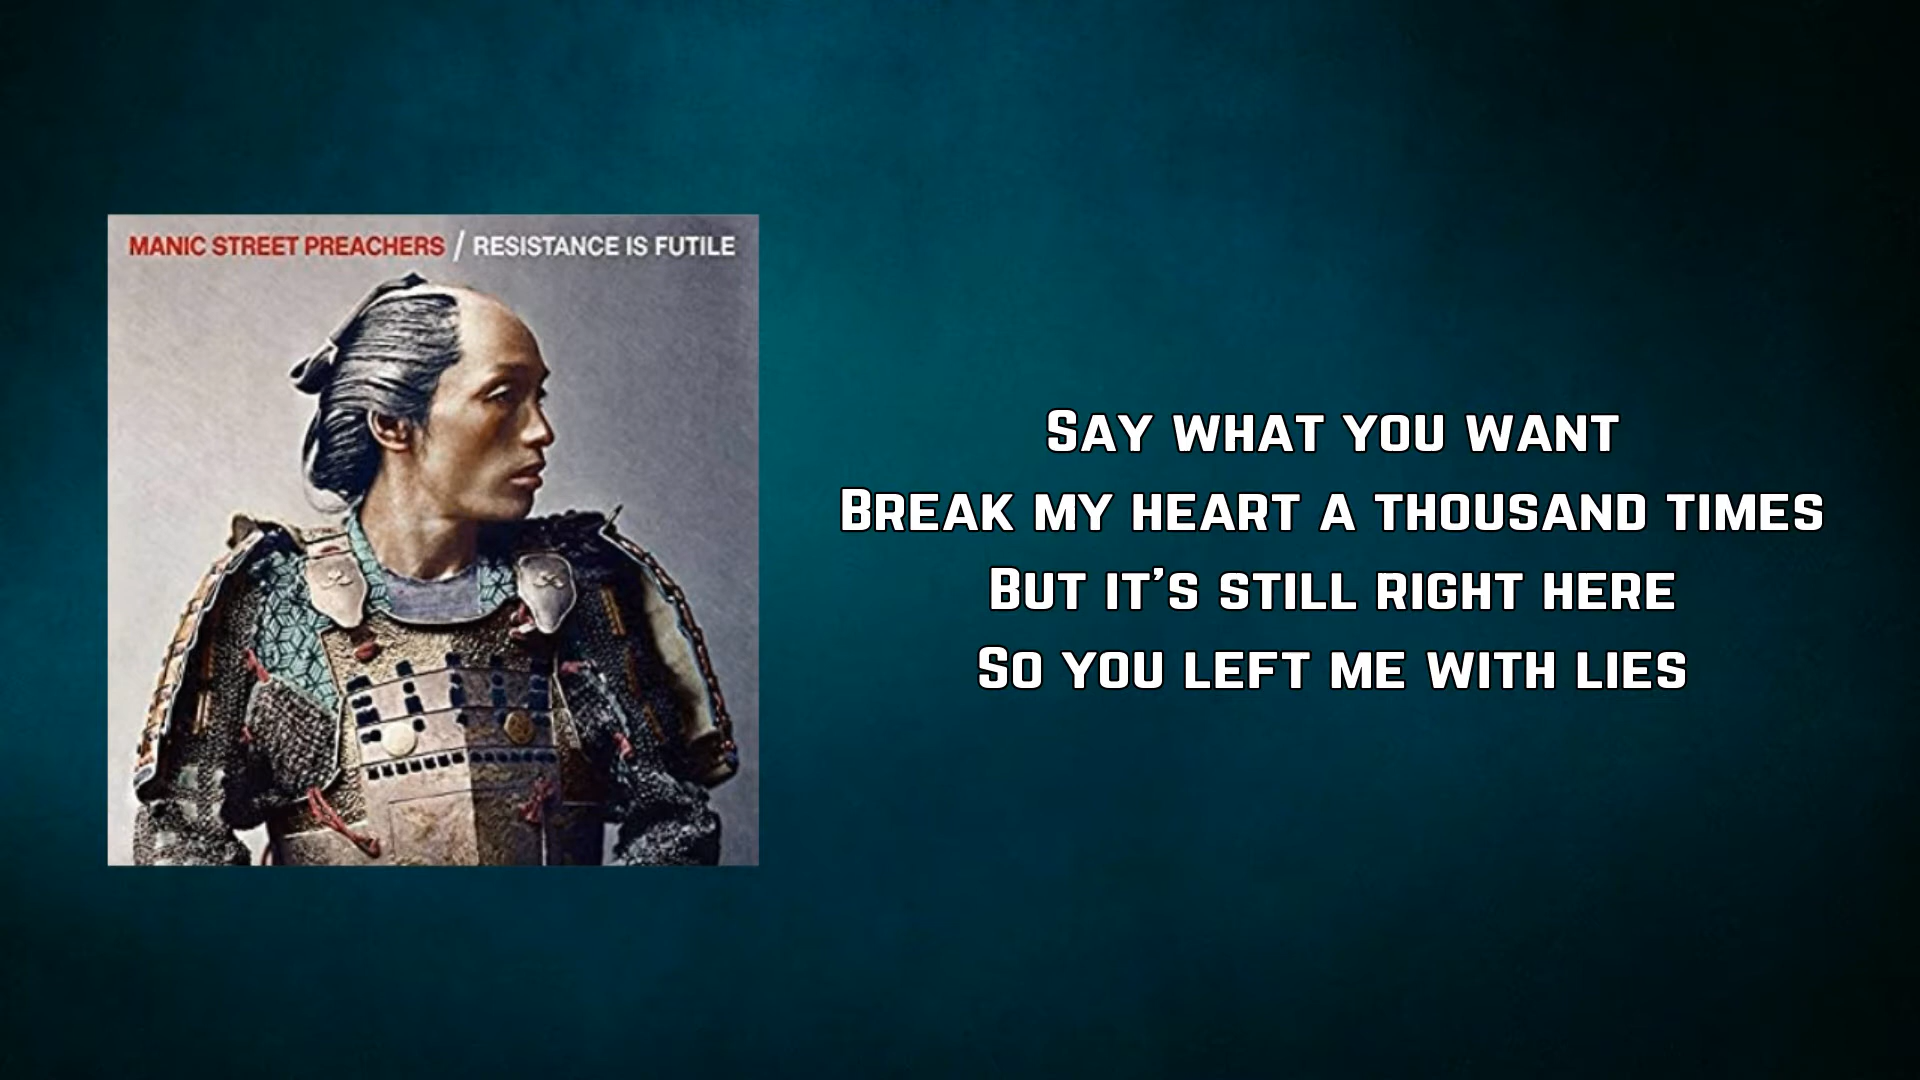 MANIC STREET PREACHERS / RESISTANCE IS FUTILE
SAY WHAT YOU WANT
BREAK MY HEART A THOUSAND TIMES
BUT IT'S STILL RIGHT HERE
SO YOU LEFT ME WITH LIES